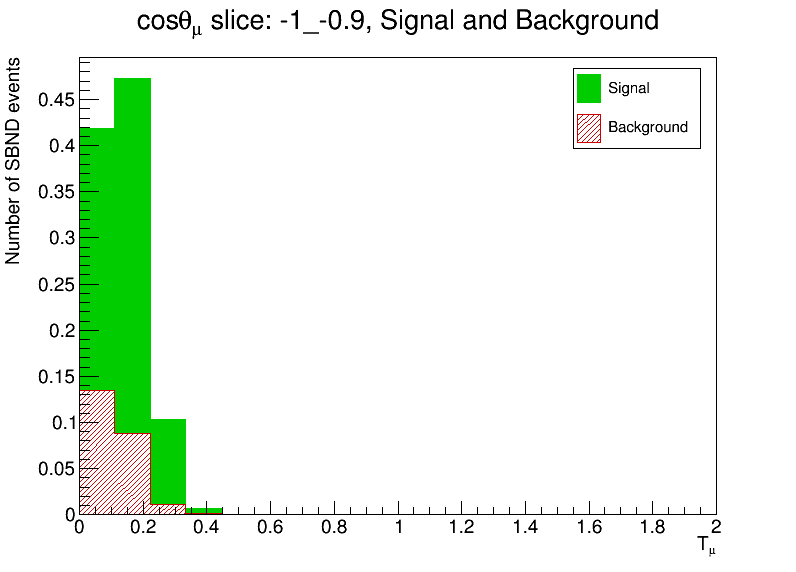 cosθμ slice: -1_-0.9, Signal and Background
Number of SBND events
Signal
Background
0.45
0.4
0.35
0.3
0.25
0.2
0.15
0.1
0.05
0
0 0.2 0.4 0.6 0.8 1 1.2 1.4 1.6 1.8 2
Tμ